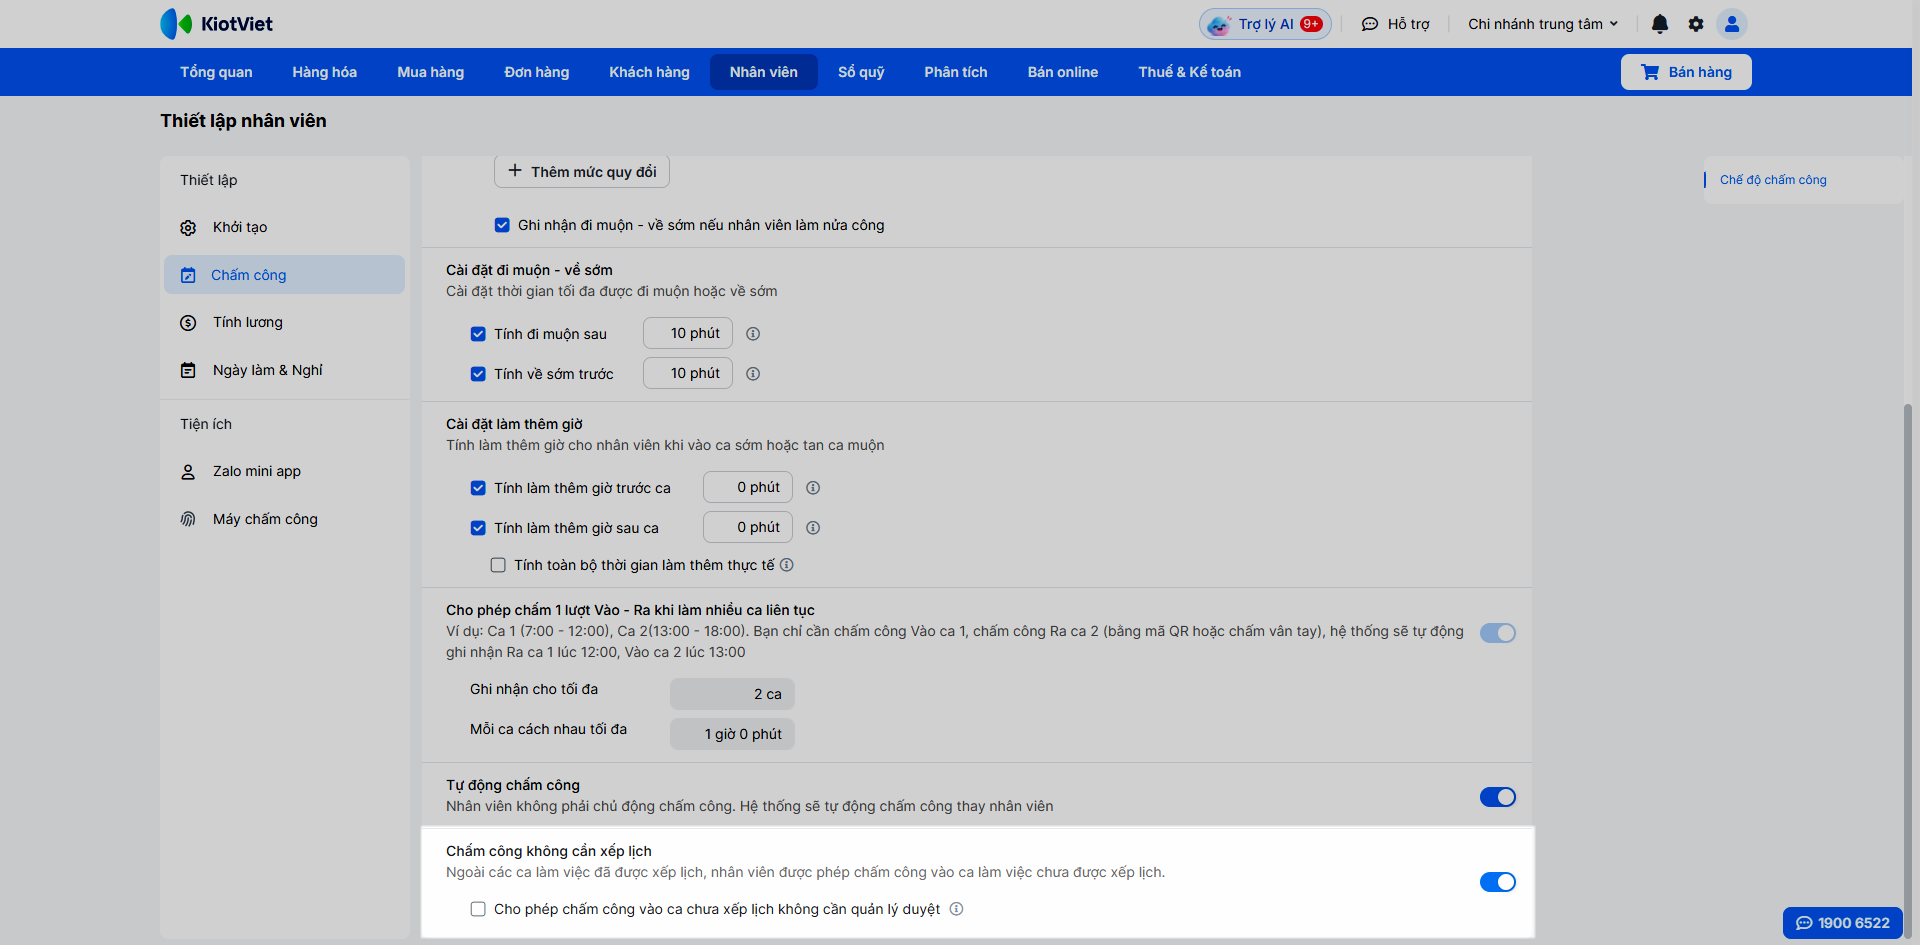 KiotViet
Trợ lý AI 9+
Hỗ trợ
Chi nhánh trung tâm
Tổng quan
Hàng hóa
Mua hàng
Đơn hàng
Khách hàng
Nhân viên
Sổ quỹ
Phân tích
Bán online
Thuế & Kế toán
Bán hàng
Thiết lập nhân viên
Thiết lập
Khởi tạo
Chấm công
Tính lương
Ngày làm & Nghỉ
Tiện ích
Zalo mini app
Máy chấm công
Thêm mức quy đổi
Ghi nhận đi muộn - về sớm nếu nhân viên làm nửa công
Cài đặt đi muộn - về sớm
Cài đặt thời gian tối đa được đi muộn hoặc về sớm
Tính đi muộn sau 10 phút
Tính về sớm trước 10 phút
Cài đặt làm thêm giờ
Tính làm thêm giờ cho nhân viên khi vào ca sớm hoặc tan ca muộn
Tính làm thêm giờ trước ca 0 phút
Tính làm thêm giờ sau ca 0 phút
Tính toàn bộ thời gian làm thêm thực tế
Cho phép chấm 1 lượt Vào - Ra khi làm nhiều ca liên tục
Ví dụ: Ca 1 (7:00 - 12:00), Ca 2(13:00 - 18:00). Bạn chỉ cần chấm công Vào ca 1, chấm công Ra ca 2 (bằng mã QR hoặc chấm vân tay), hệ thống sẽ tự động
ghi nhận Ra ca 1 lúc 12:00, Vào ca 2 lúc 13:00
Ghi nhận cho tối đa 2 ca
Mỗi ca cách nhau tối đa 1 giờ 0 phút
Tự động chấm công
Nhân viên không phải chủ động chấm công. Hệ thống sẽ tự động chấm công thay nhân viên
Chấm công không cần xếp lịch
Ngoài các ca làm việc đã được xếp lịch, nhân viên được phép chấm công vào ca làm việc chưa được xếp lịch.
Cho phép chấm công vào ca chưa xếp lịch không cần quản lý duyệt
Chế độ chấm công
1900 6522